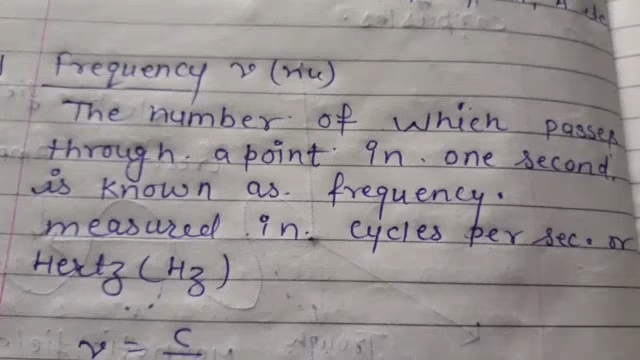 Frequency ν (niu)
The number of which passes
through. a point in. one second.
is known as. frequency.
measured in. cycles per sec. or
Hertz (Hz)
ν = c